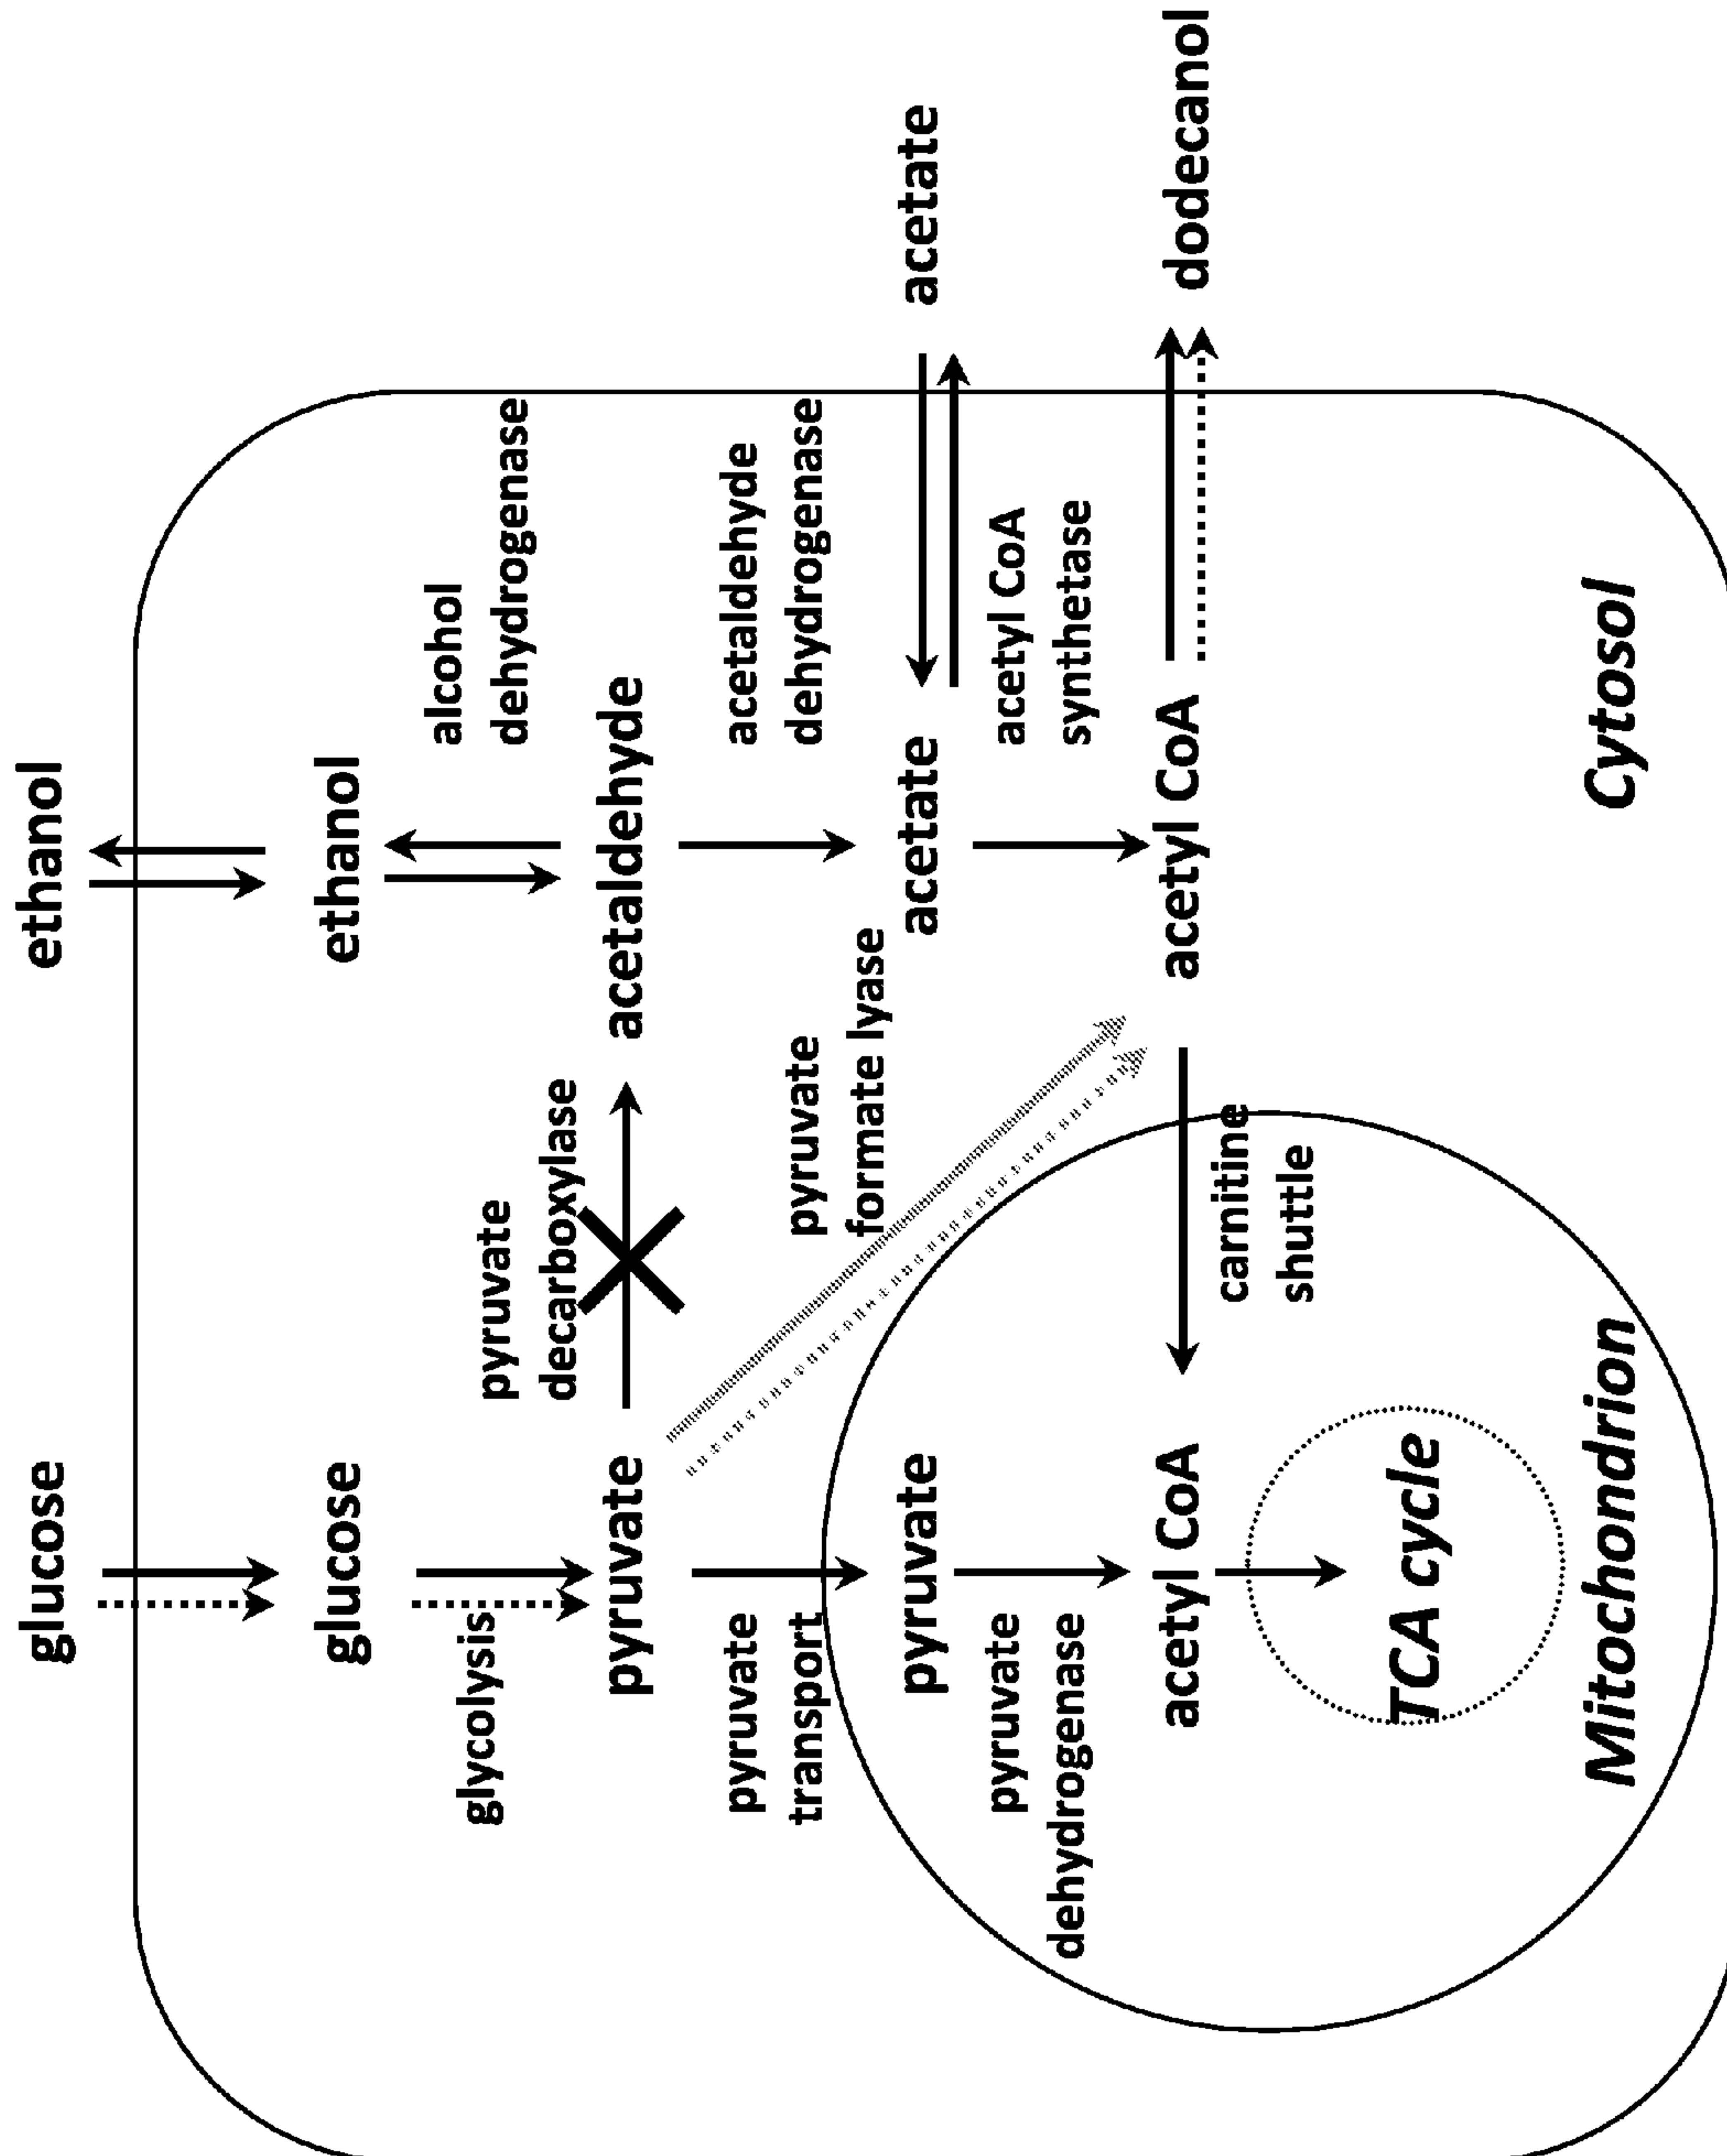 glucose
ethanol
glucose
ethanol
glycolysis
pyruvate
decarboxylase
alcohol
dehydrogenase
pyruvate
acetaldehyde
pyruvate
transport
pyruvate
formate lyase
acetaldehyde
dehydrogenase
pyruvate
acetate
acetate
pyruvate
dehydrogenase
acetyl CoA
synthetase
acetyl CoA
acetyl CoA
dodecanol
carnitine
shuttle
TCA cycle
Mitochondrion
Cytosol